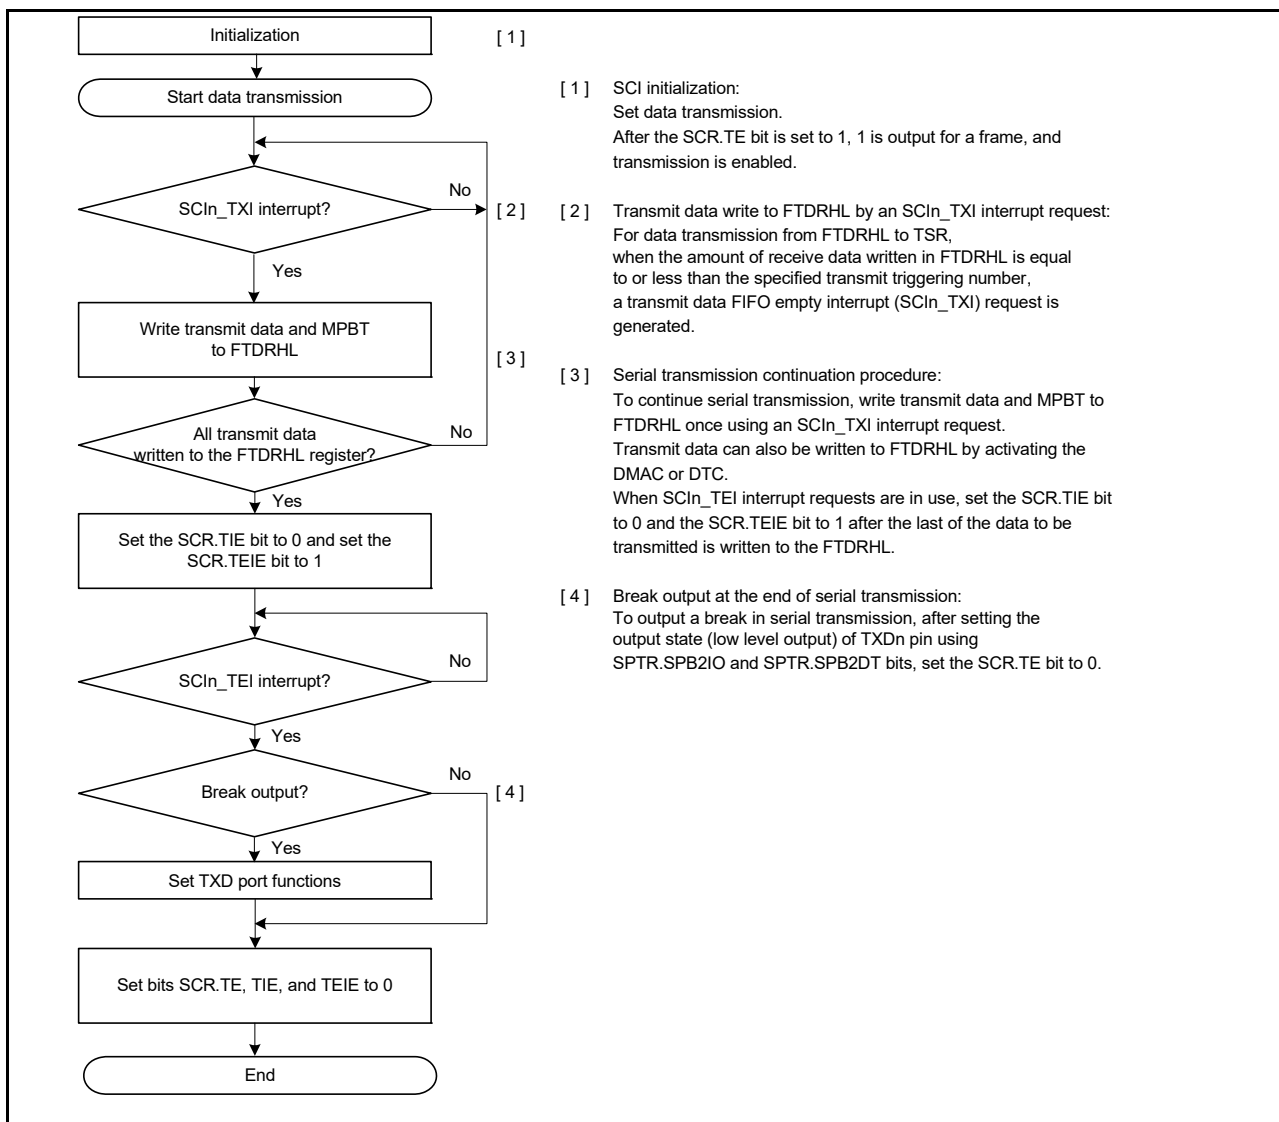 Initialization
[ 1 ]
Start data transmission
SCIn_TXI interrupt?
No
[ 2 ]
Yes
Write transmit data and MPBT
to FTDRHL
[ 3 ]
All transmit data
written to the FTDRHL register?
No
Yes
Set the SCR.TIE bit to 0 and set the
SCR.TEIE bit to 1
SCIn_TEI interrupt?
No
Yes
Break output?
No
[ 4 ]
Yes
Set TXD port functions
Set bits SCR.TE, TIE, and TEIE to 0
End
[ 1 ] SCI initialization:
Set data transmission.
After the SCR.TE bit is set to 1, 1 is output for a frame, and
transmission is enabled.
[ 2 ] Transmit data write to FTDRHL by an SCIn_TXI interrupt request:
For data transmission from FTDRHL to TSR,
when the amount of receive data written in FTDRHL is equal
to or less than the specified transmit triggering number,
a transmit data FIFO empty interrupt (SCIn_TXI) request is
generated.
[ 3 ] Serial transmission continuation procedure:
To continue serial transmission, write transmit data and MPBT to
FTDRHL once using an SCIn_TXI interrupt request.
Transmit data can also be written to FTDRHL by activating the
DMAC or DTC.
When SCIn_TEI interrupt requests are in use, set the SCR.TIE bit
to 0 and the SCR.TEIE bit to 1 after the last of the data to be
transmitted is written to the FTDRHL.
[ 4 ] Break output at the end of serial transmission:
To output a break in serial transmission, after setting the
output state (low level output) of TXDn pin using
SPTR.SPB2IO and SPTR.SPB2DT bits, set the SCR.TE bit to 0.